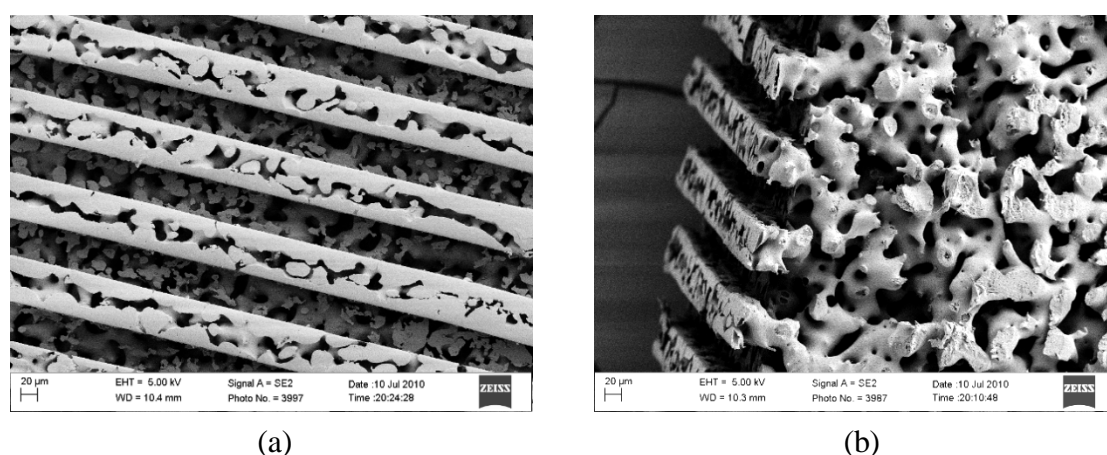 20 µm
EHT = 5.00 kV
Signal A = SE2
Date :10 Jul 2010
WD = 10.4 mm
Photo No. = 3997
Time :20:24:28
ZEISS
20 µm
EHT = 5.00 kV
Signal A = SE2
Date :10 Jul 2010
WD = 10.3 mm
Photo No. = 3987
Time :20:10:48
ZEISS
(a)
(b)